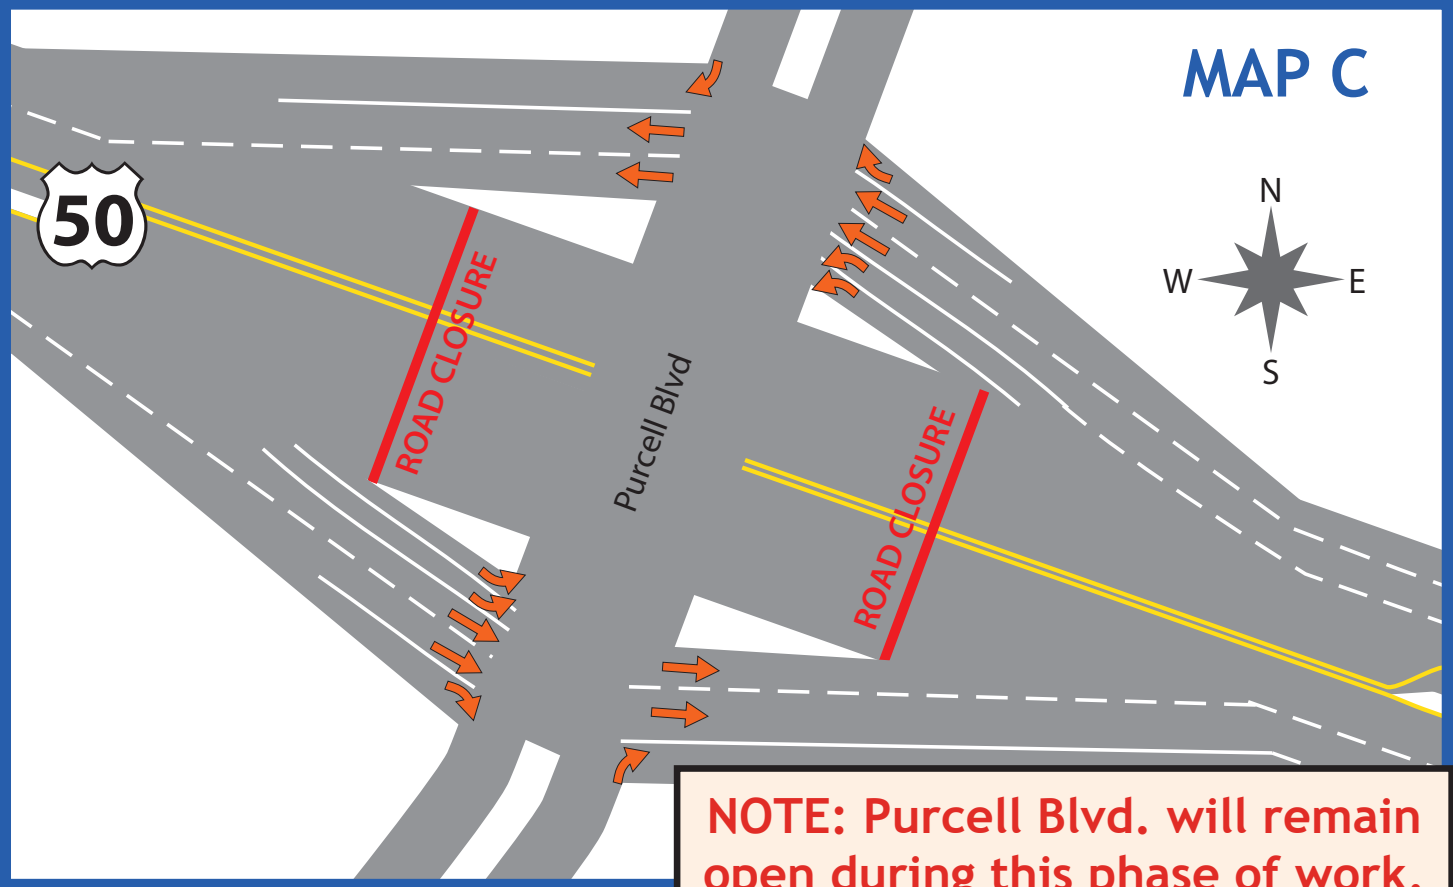 MAP C
50
N
W
E
S
ROAD CLOSURE
Purcell Blvd
ROAD CLOSURE
NOTE: Purcell Blvd. will remain
open during this phase of work.